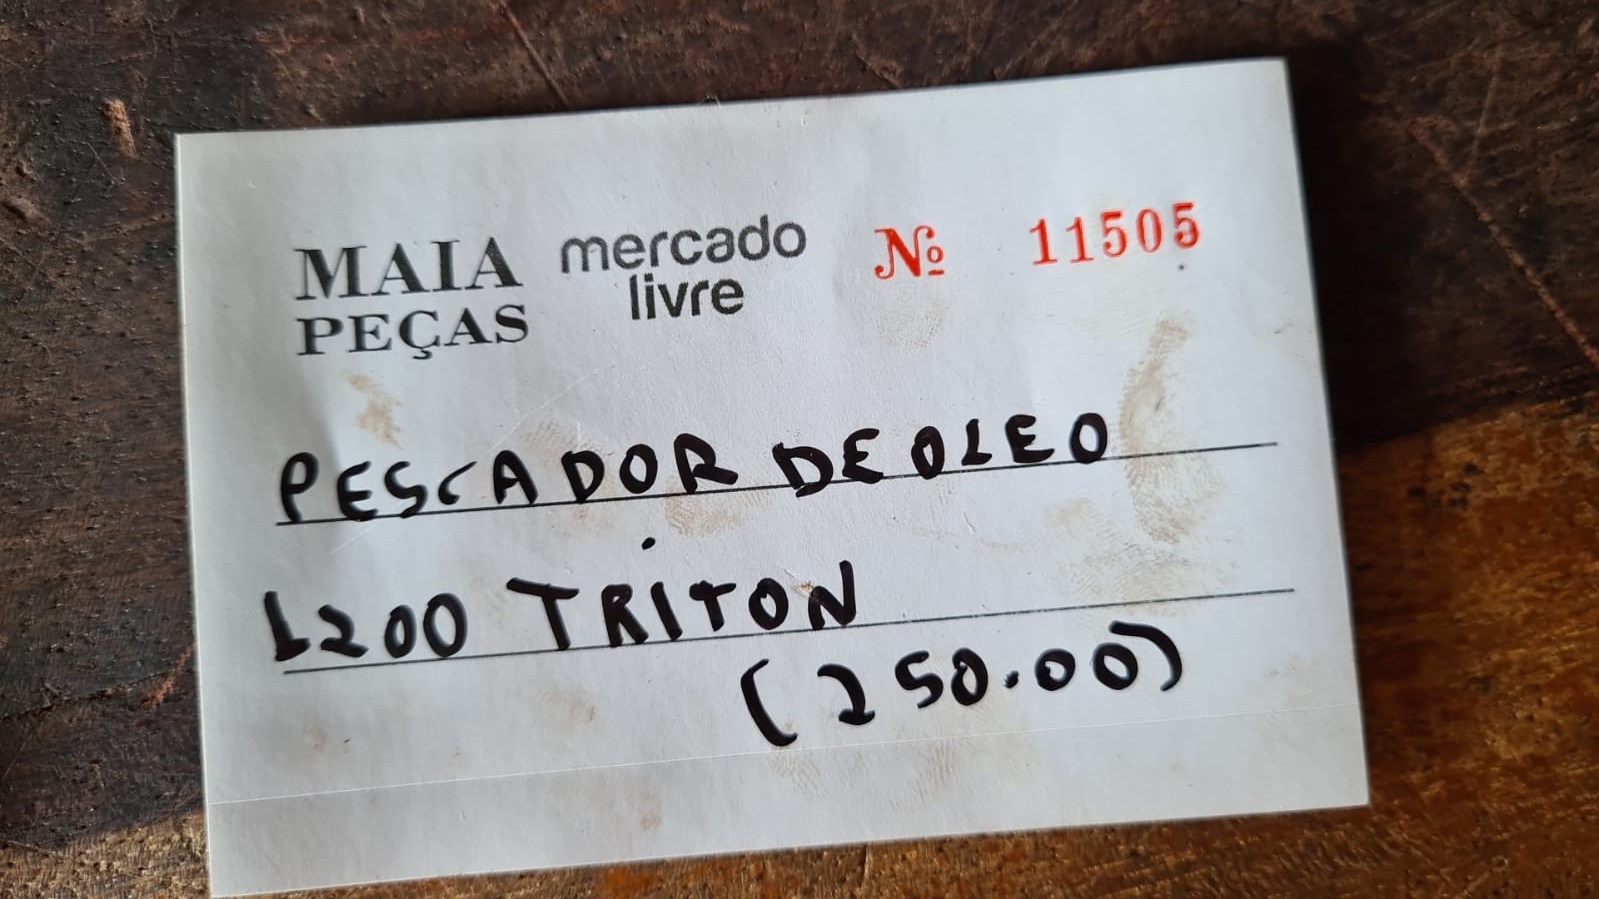 MAIA PEÇAS
mercado livre
Nº 11505
PESCADOR DE OLEO
L200 TRITON
(250.00)